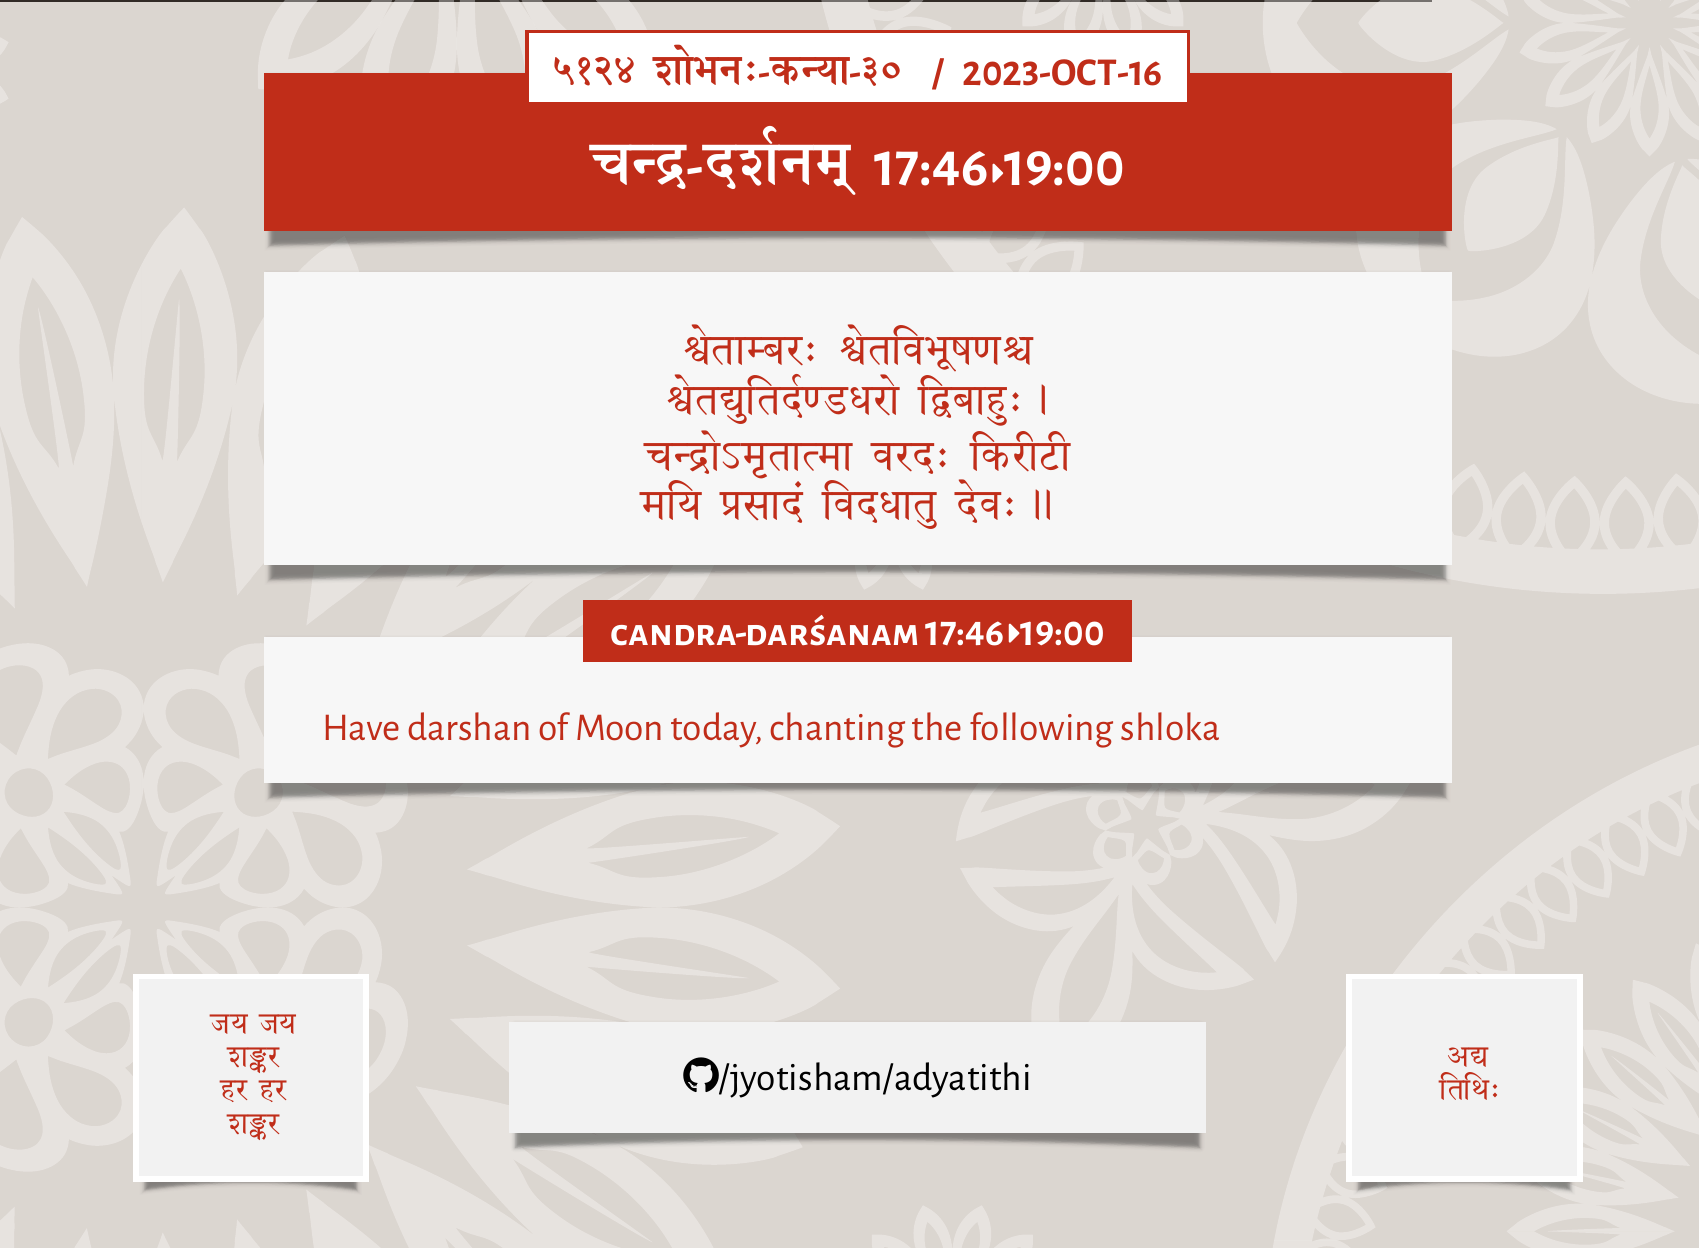 ५१२४ शोभनः-कन्या-३० / 2023-OCT-16
चन्द्र-दर्शनम् 17:46▸19:00
श्वेताम्बरः श्वेतविभूषणश्च
श्वेतद्युतिर्दण्डधरो द्विबाहुः ।
चन्द्रोऽमृतात्मा वरदः किरीटी
मयि प्रसादं विदधातु देवः ॥
CANDRA-DARŚANAM 17:46▸19:00
Have darshan of Moon today, chanting the following shloka
जय जय
शङ्कर
हर हर
शङ्कर
/jyotisham/adyatithi
अद्य
तिथिः